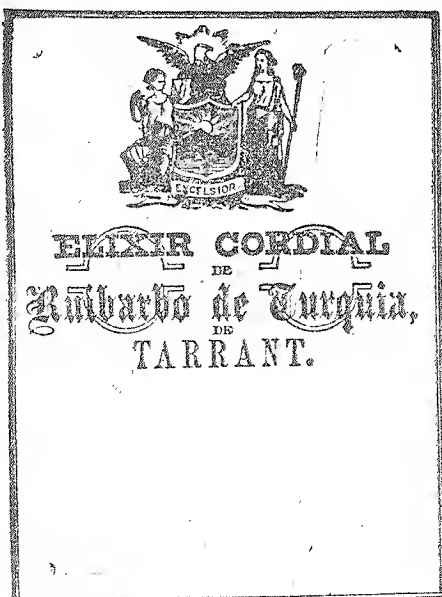 EXCELSIOR
ELIXIR CORDIAL
DE
Ruibarbo de Turquia,
DE
TARRANT.